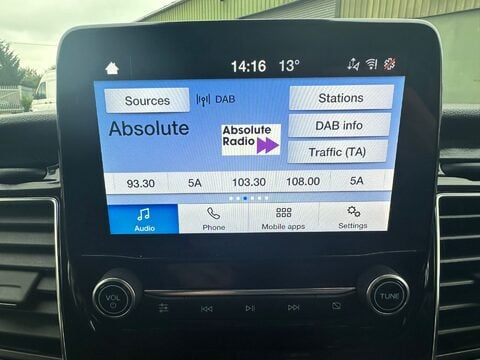 14:16 13°
Sources DAB Stations
Absolute
Absolute
Radio
DAB info
Traffic (TA)
93.30 5A 103.30 108.00 5A
Audio Phone Mobile apps Settings
VOL TUNE